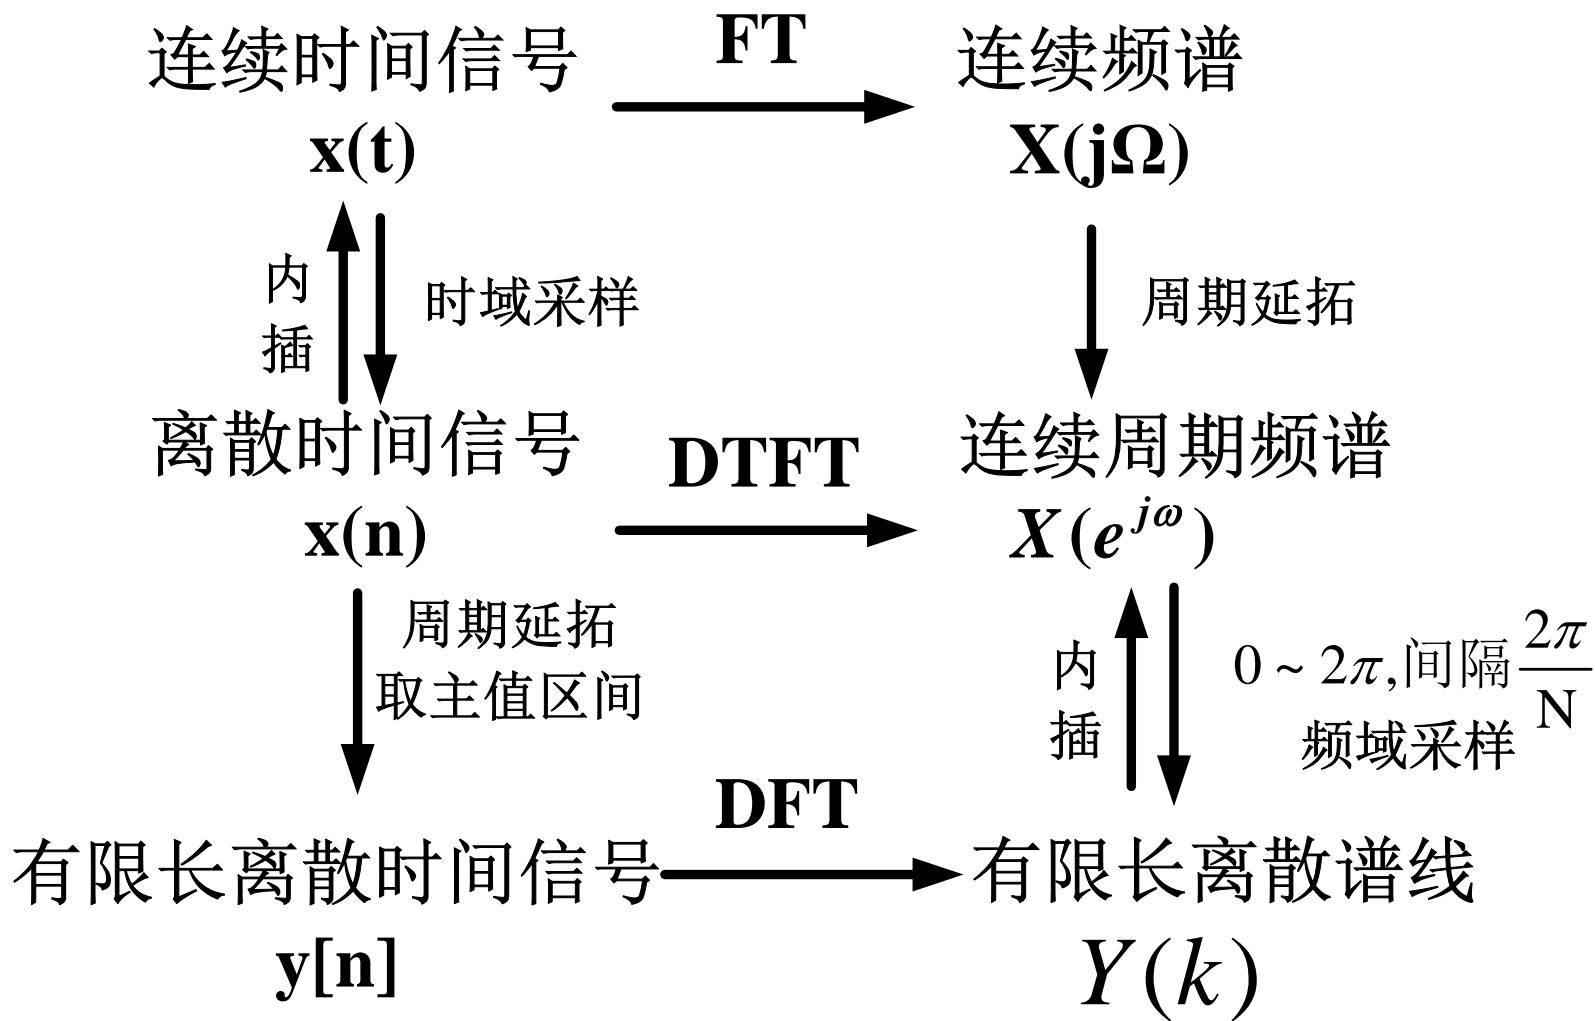 连续时间信号
x(t)
FT
连续频谱
X(jΩ)
内
插
时域采样
周期延拓
离散时间信号
x(n)
DTFT
连续周期频谱
X(e^{jω})
周期延拓
取主值区间
内
插
0 ~ 2π,间隔 2π/N
频域采样
有限长离散时间信号
y[n]
DFT
有限长离散谱线
Y(k)